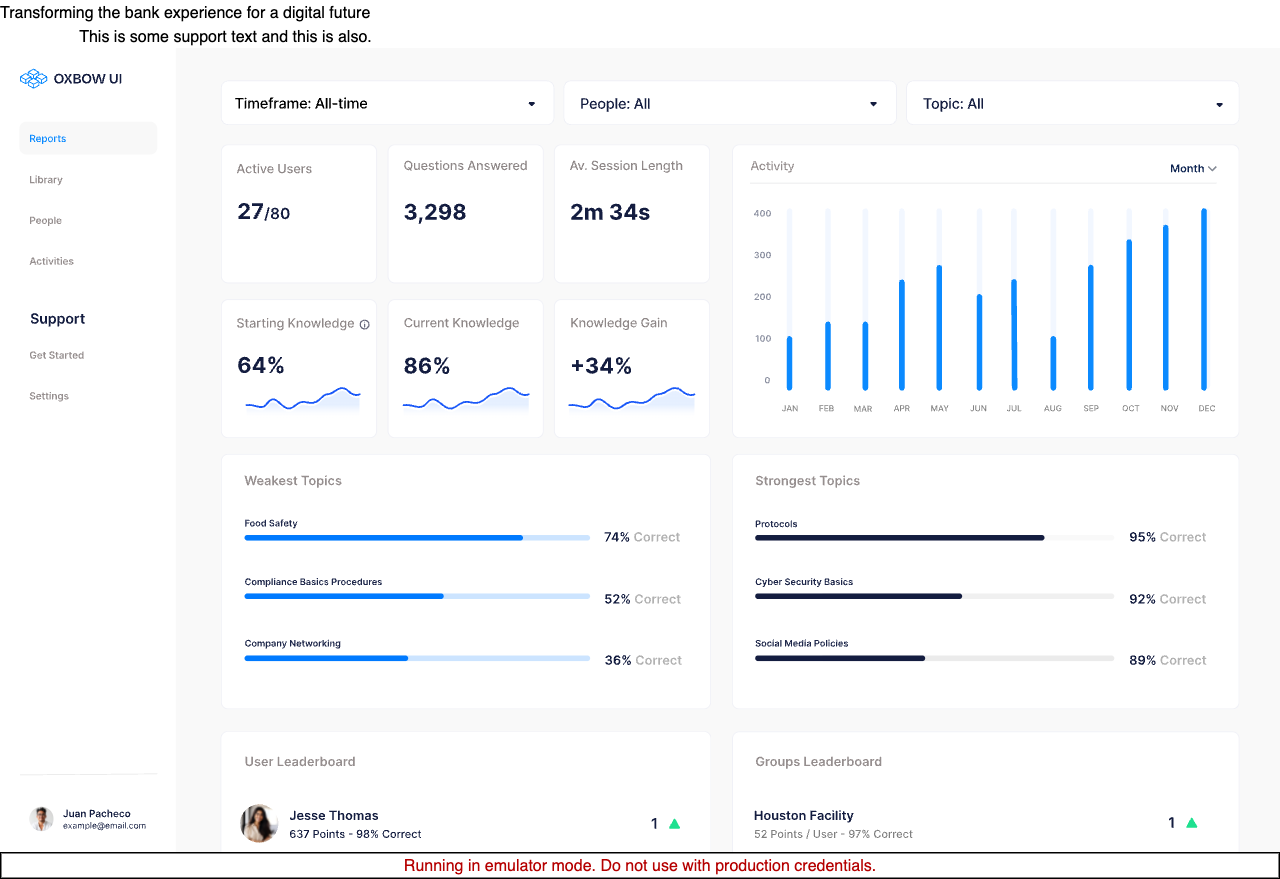 Transforming the bank experience for a digital future
This is some support text and this is also.
OXBOW UI
Reports
Library
People
Activities
Support
Get Started
Settings
Juan Pacheco
example@email.com
Timeframe: All-time
People: All
Topic: All
Active Users
27/80
Questions Answered
3,298
Av. Session Length
2m 34s
Starting Knowledge
64%
Current Knowledge
86%
Knowledge Gain
+34%
Activity
Month
400
300
200
100
0
JAN FEB MAR APR MAY JUN JUL AUG SEP OCT NOV DEC
Weakest Topics
Food Safety
74% Correct
Compliance Basics Procedures
52% Correct
Company Networking
36% Correct
Strongest Topics
Protocols
95% Correct
Cyber Security Basics
92% Correct
Social Media Policies
89% Correct
User Leaderboard
Jesse Thomas
637 Points - 98% Correct
1
Groups Leaderboard
Houston Facility
52 Points / User - 97% Correct
1
Running in emulator mode. Do not use with production credentials.